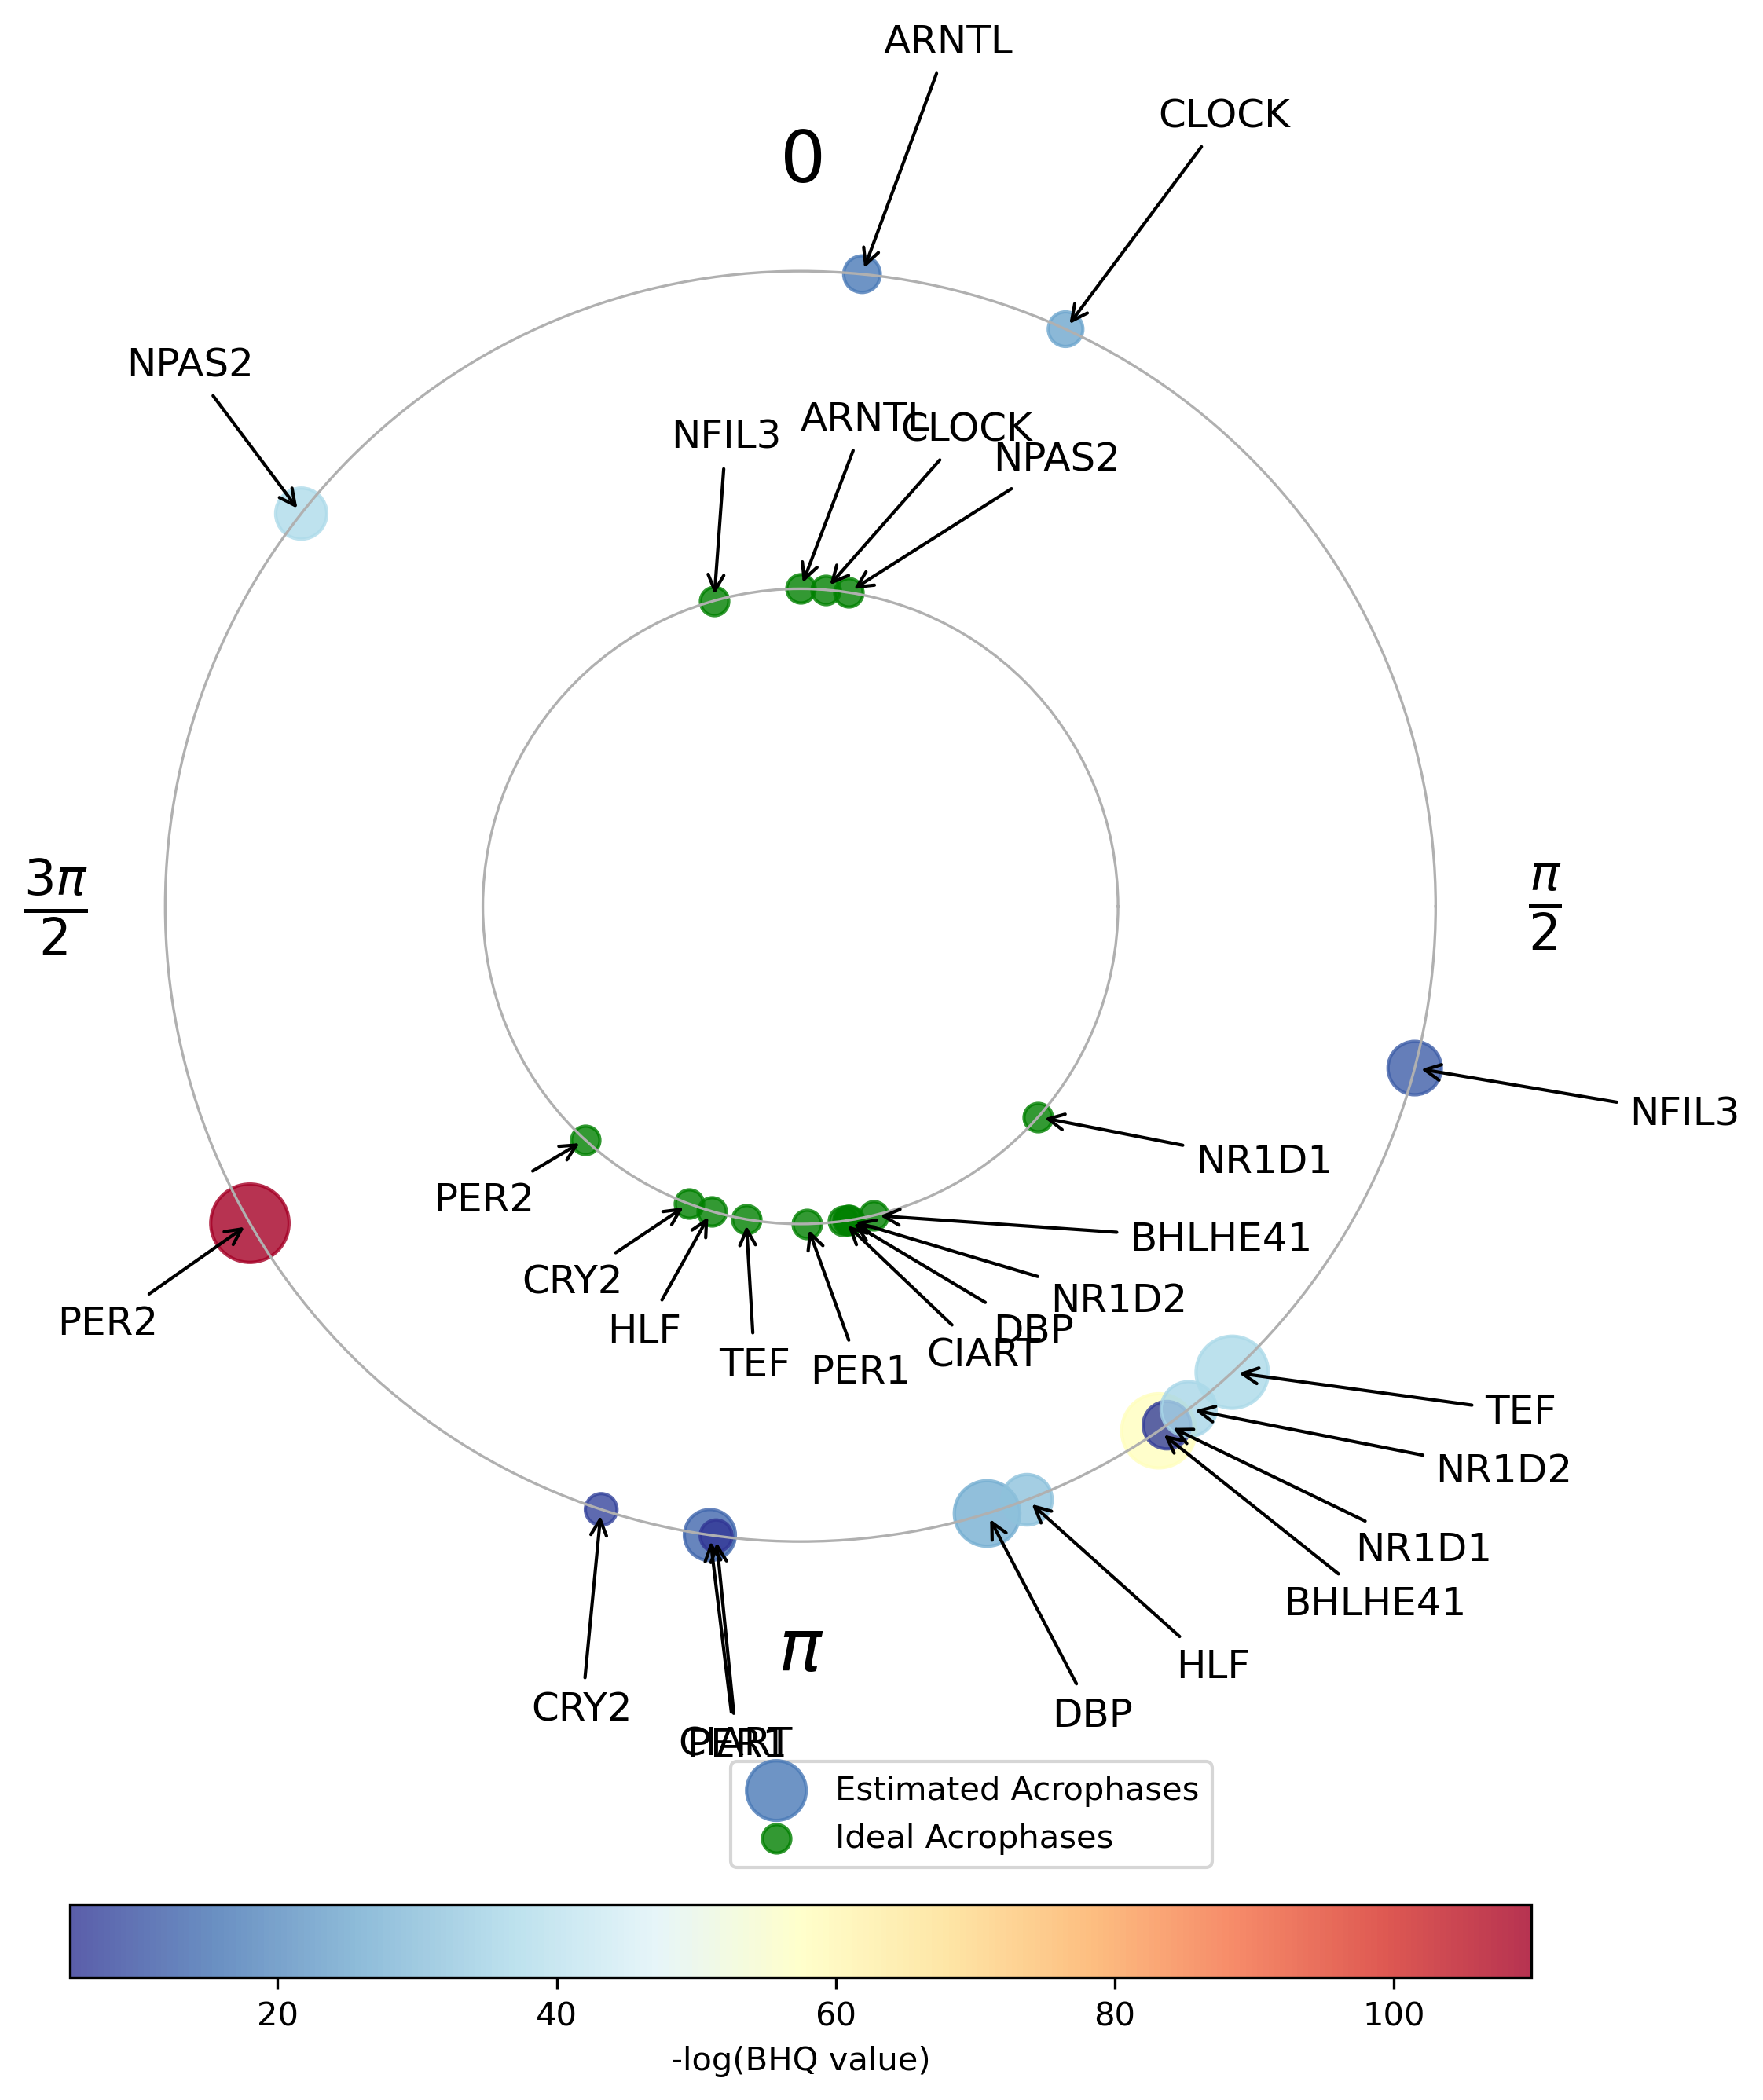 ARNTL
CLOCK
0
NPAS2
NFIL3
ARNTL
CLOCK
NPAS2
3π
2
π
2
NFIL3
NR1D1
PER2
BHLHE41
CRY2
NR1D2
PER2
HLF
DBP
CIART
TEF
PER1
TEF
NR1D2
NR1D1
BHLHE41
π
HLF
CRY2
DBP
CIART
PER1
Estimated Acrophases
Ideal Acrophases
20
40
60
80
100
-log(BHQ value)